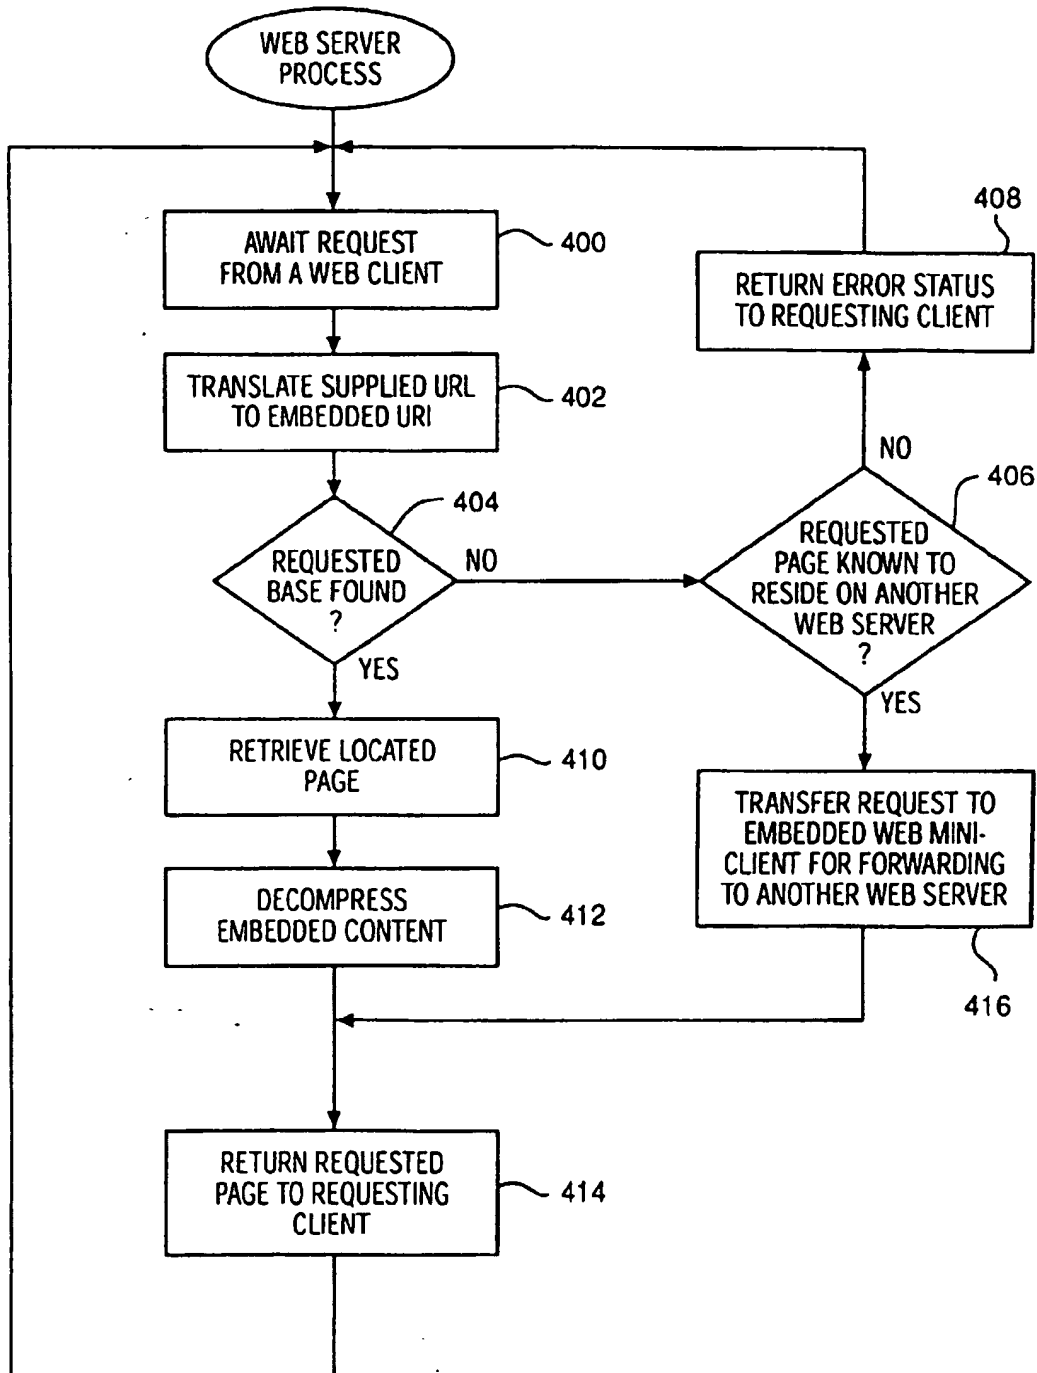 WEB SERVER
PROCESS
AWAIT REQUEST
FROM A WEB CLIENT
400
TRANSLATE SUPPLIED URL
TO EMBEDDED URI
402
REQUESTED
BASE FOUND
?
404
NO
YES
408
RETURN ERROR STATUS
TO REQUESTING CLIENT
NO
406
REQUESTED
PAGE KNOWN TO
RESIDE ON ANOTHER
WEB SERVER
?
YES
RETRIEVE LOCATED
PAGE
410
DECOMPRESS
EMBEDDED CONTENT
412
TRANSFER REQUEST TO
EMBEDDED WEB MINI-
CLIENT FOR FORWARDING
TO ANOTHER WEB SERVER
416
RETURN REQUESTED
PAGE TO REQUESTING
CLIENT
414